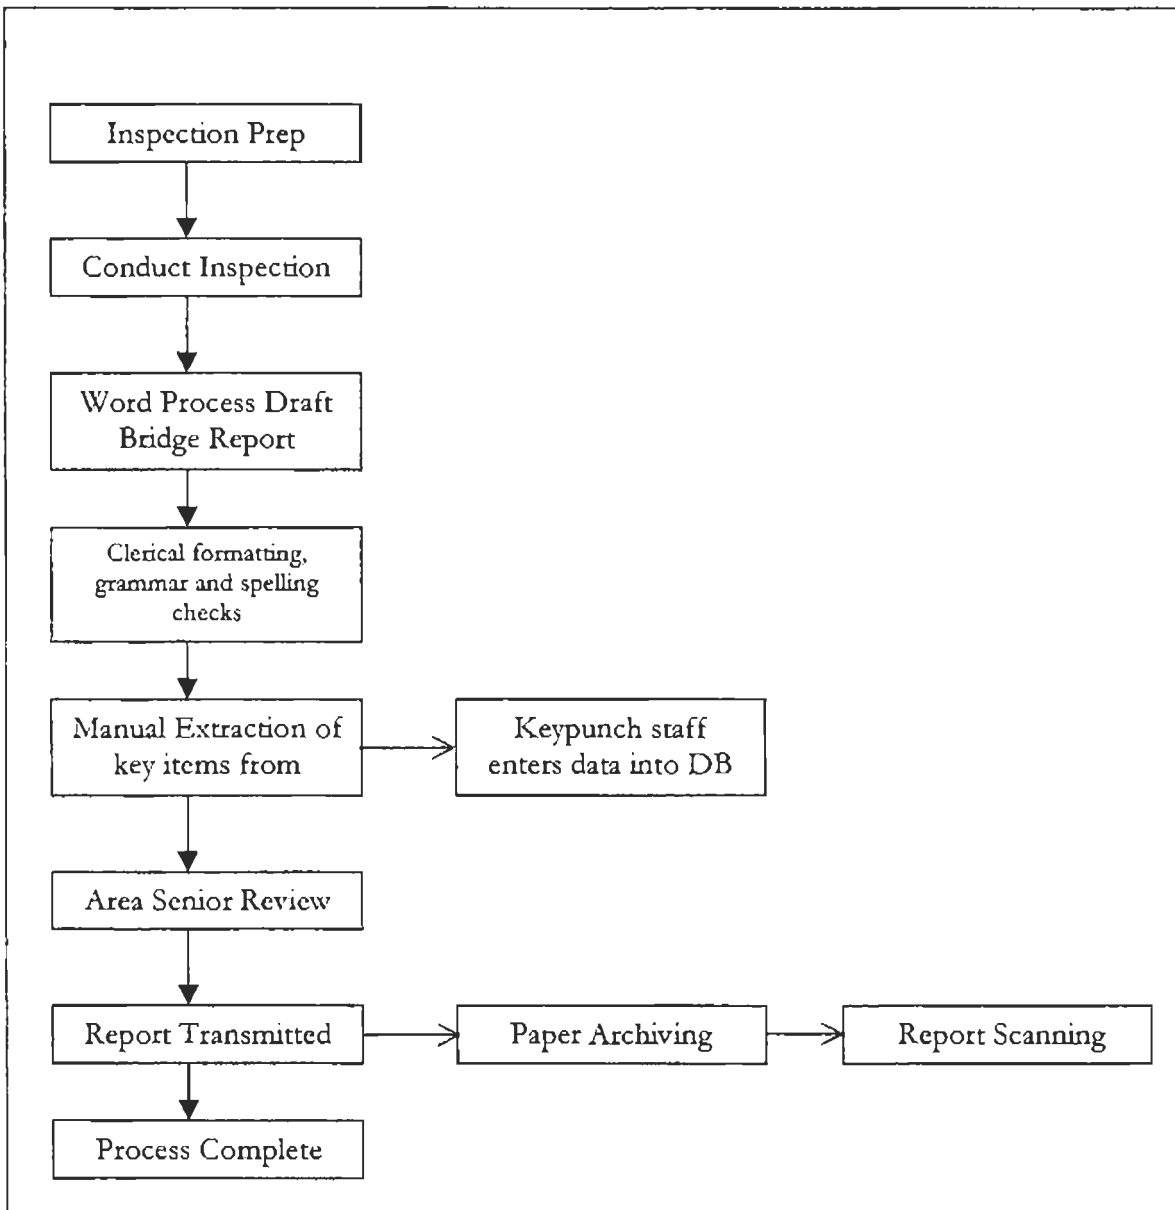 Inspection Prep
Conduct Inspection
Word Process Draft
Bridge Report
Clerical formatting,
grammar and spelling
checks
Manual Extraction of
key items from
Keypunch staff
enters data into DB
Area Senior Review
Report Transmitted
Paper Archiving
Report Scanning
Process Complete